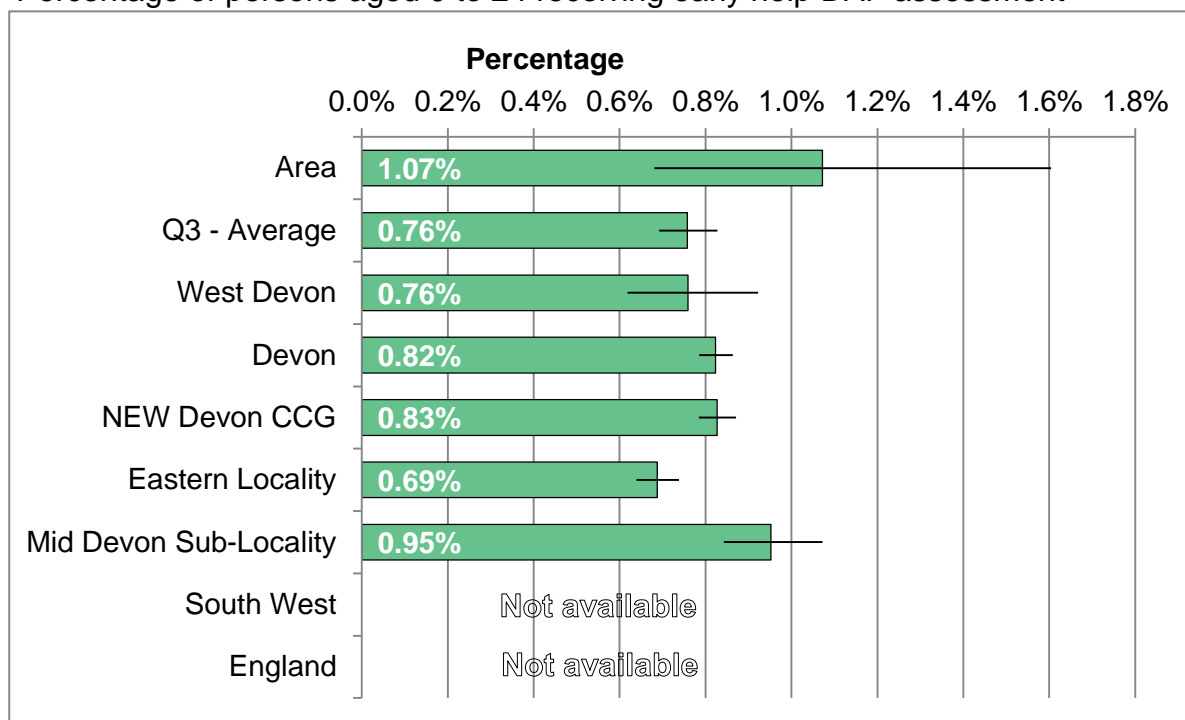 Percentage
0.0% 0.2% 0.4% 0.6% 0.8% 1.0% 1.2% 1.4% 1.6% 1.8%
Area 1.07%
Q3 - Average 0.76%
West Devon 0.76%
Devon 0.82%
NEW Devon CCG 0.83%
Eastern Locality 0.69%
Mid Devon Sub-Locality 0.95%
South West Not available
England Not available